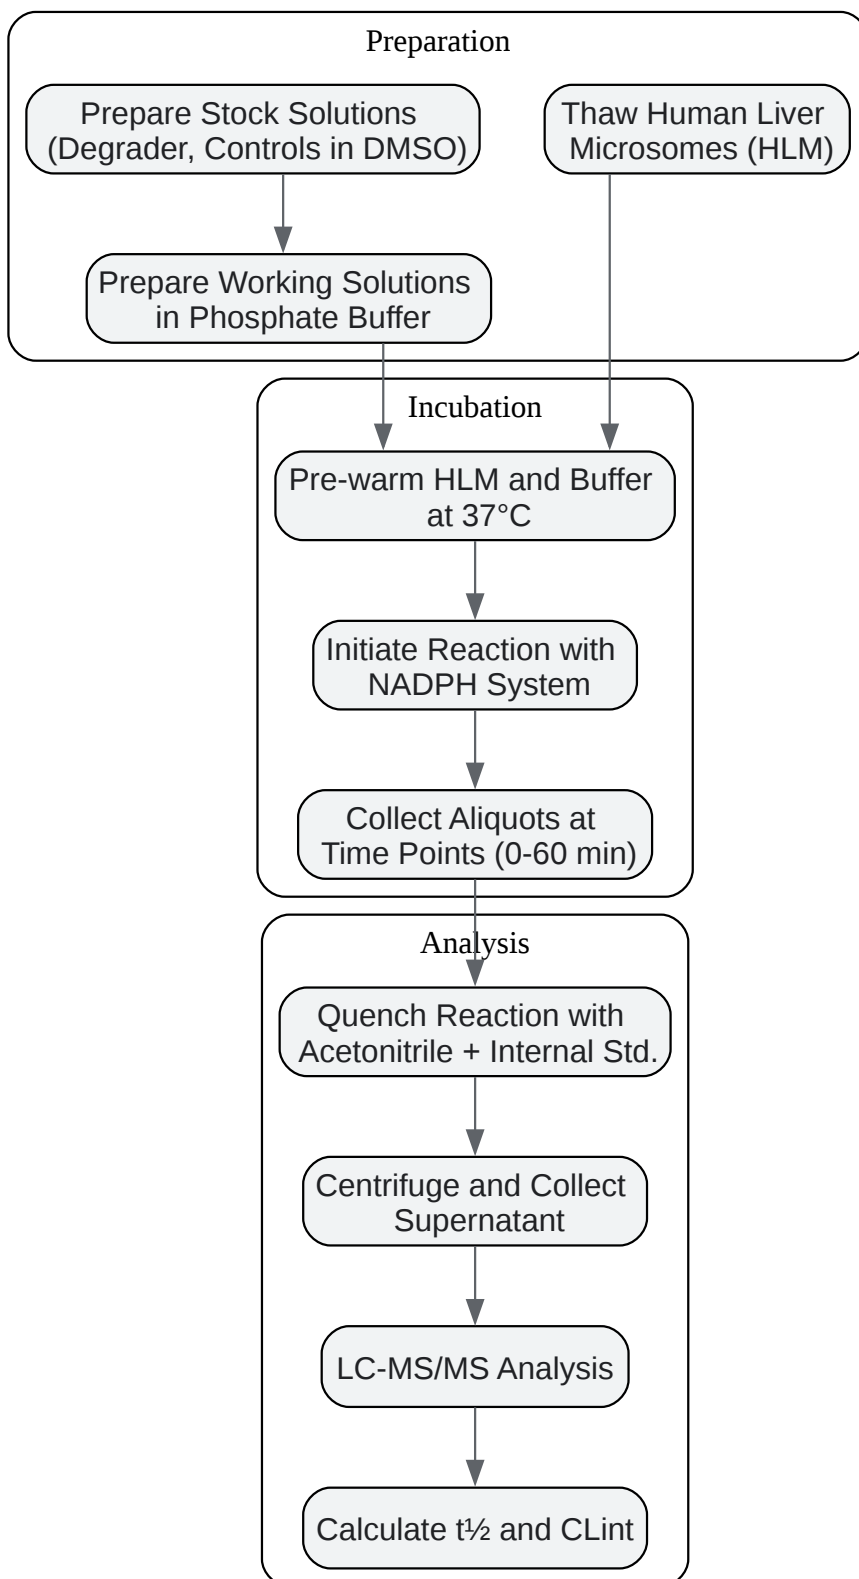 Preparation
Prepare Stock Solutions
(Degrader, Controls in DMSO)
Thaw Human Liver
Microsomes (HLM)
Prepare Working Solutions
in Phosphate Buffer
Incubation
Pre-warm HLM and Buffer
at 37°C
Initiate Reaction with
NADPH System
Collect Aliquots at
Time Points (0-60 min)
Analysis
Quench Reaction with
Acetonitrile + Internal Std.
Centrifuge and Collect
Supernatant
LC-MS/MS Analysis
Calculate t½ and CLint